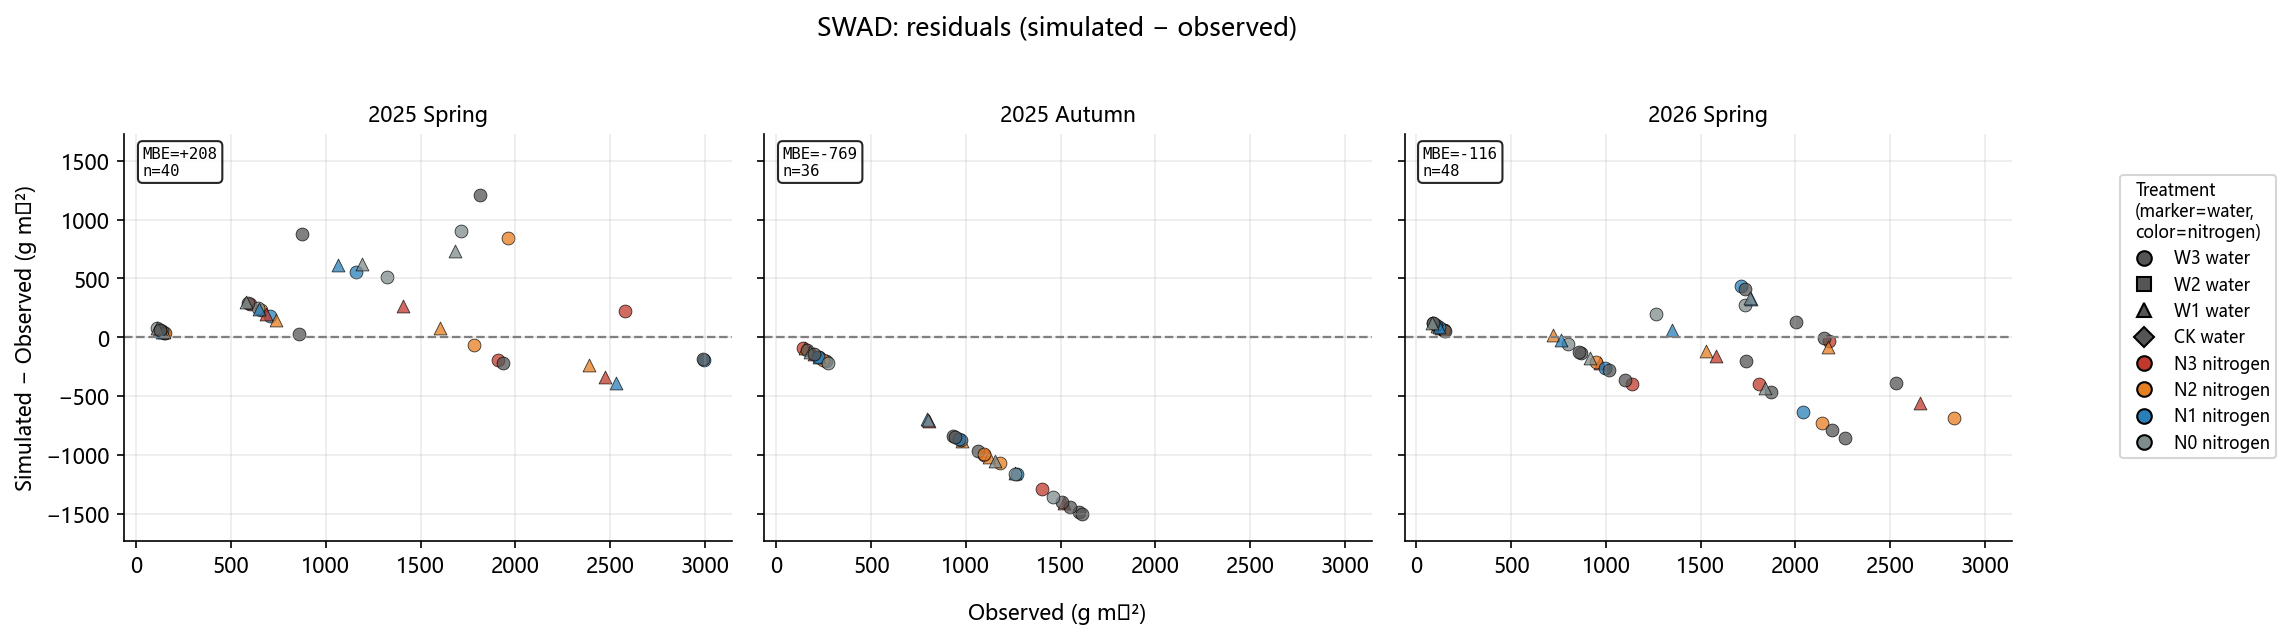 SWAD: residuals (simulated − observed)
2025 Spring
2025 Autumn
2026 Spring
MBE=+208
n=40
MBE=-769
n=36
MBE=-116
n=48
Simulated − Observed (g m▯²)
1500
1000
500
0
−500
−1000
−1500
0 500 1000 1500 2000 2500 3000
0 500 1000 1500 2000 2500 3000
0 500 1000 1500 2000 2500 3000
Observed (g m▯²)
Treatment
(marker=water,
color=nitrogen)
W3 water
W2 water
W1 water
CK water
N3 nitrogen
N2 nitrogen
N1 nitrogen
N0 nitrogen